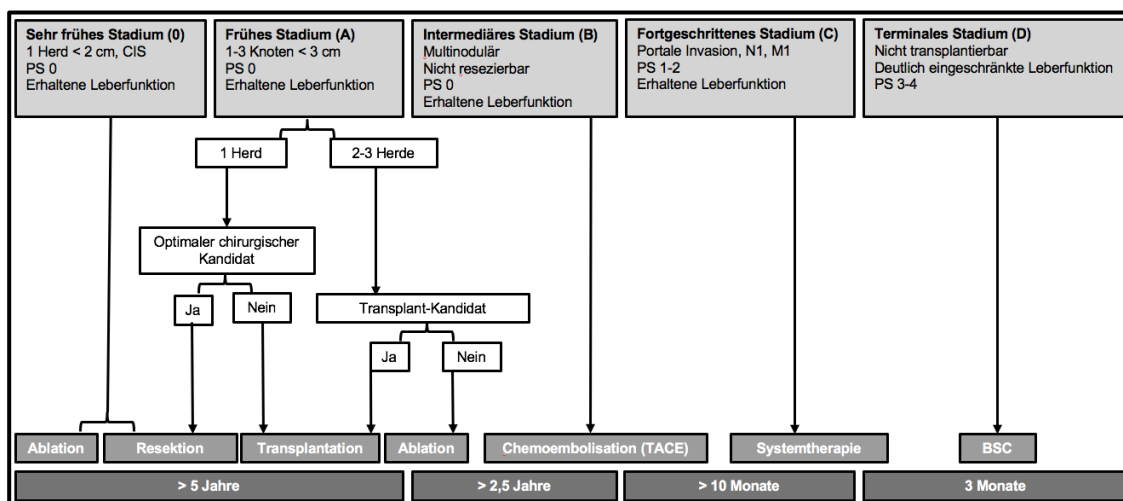 Sehr frühes Stadium (0)
1 Herd < 2 cm, CIS
PS 0
Erhaltene Leberfunktion
Frühes Stadium (A)
1-3 Knoten < 3 cm
PS 0
Erhaltene Leberfunktion
Intermediäres Stadium (B)
Multinodulär
Nicht resezierbar
PS 0
Erhaltene Leberfunktion
Fortgeschrittenes Stadium (C)
Portale Invasion, N1, M1
PS 1-2
Erhaltene Leberfunktion
Terminales Stadium (D)
Nicht transplantierbar
Deutlich eingeschränkte Leberfunktion
PS 3-4
1 Herd
2-3 Herde
Optimaler chirurgischer
Kandidat
Ja
Nein
Transplant-Kandidat
Ja
Nein
Ablation
Resektion
Transplantation
Ablation
Chemoembolisation (TACE)
Systemtherapie
BSC
> 5 Jahre
> 2,5 Jahre
> 10 Monate
3 Monate